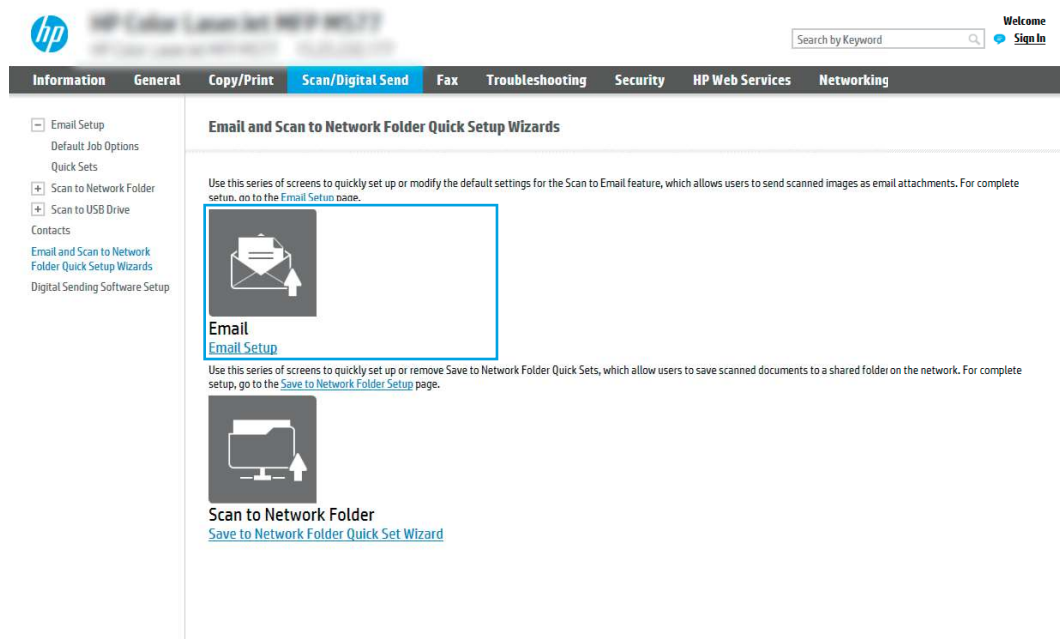 hp
Welcome
Search by Keyword
Sign In
Information General Copy/Print Scan/Digital Send Fax Troubleshooting Security HP Web Services Networking
Email Setup
Default Job Options
Quick Sets
Scan to Network Folder
Scan to USB Drive
Contacts
Email and Scan to Network
Folder Quick Setup Wizards
Digital Sending Software Setup
Email and Scan to Network Folder Quick Setup Wizards
Use this series of screens to quickly set up or modify the default settings for the Scan to Email feature, which allows users to send scanned images as email attachments. For complete
setup, go to the Email Setup page.
Email
Email Setup
Use this series of screens to quickly set up or remove Save to Network Folder Quick Sets, which allow users to save scanned documents to a shared folder on the network. For complete
setup, go to the Save to Network Folder Setup page.
Scan to Network Folder
Save to Network Folder Quick Set Wizard